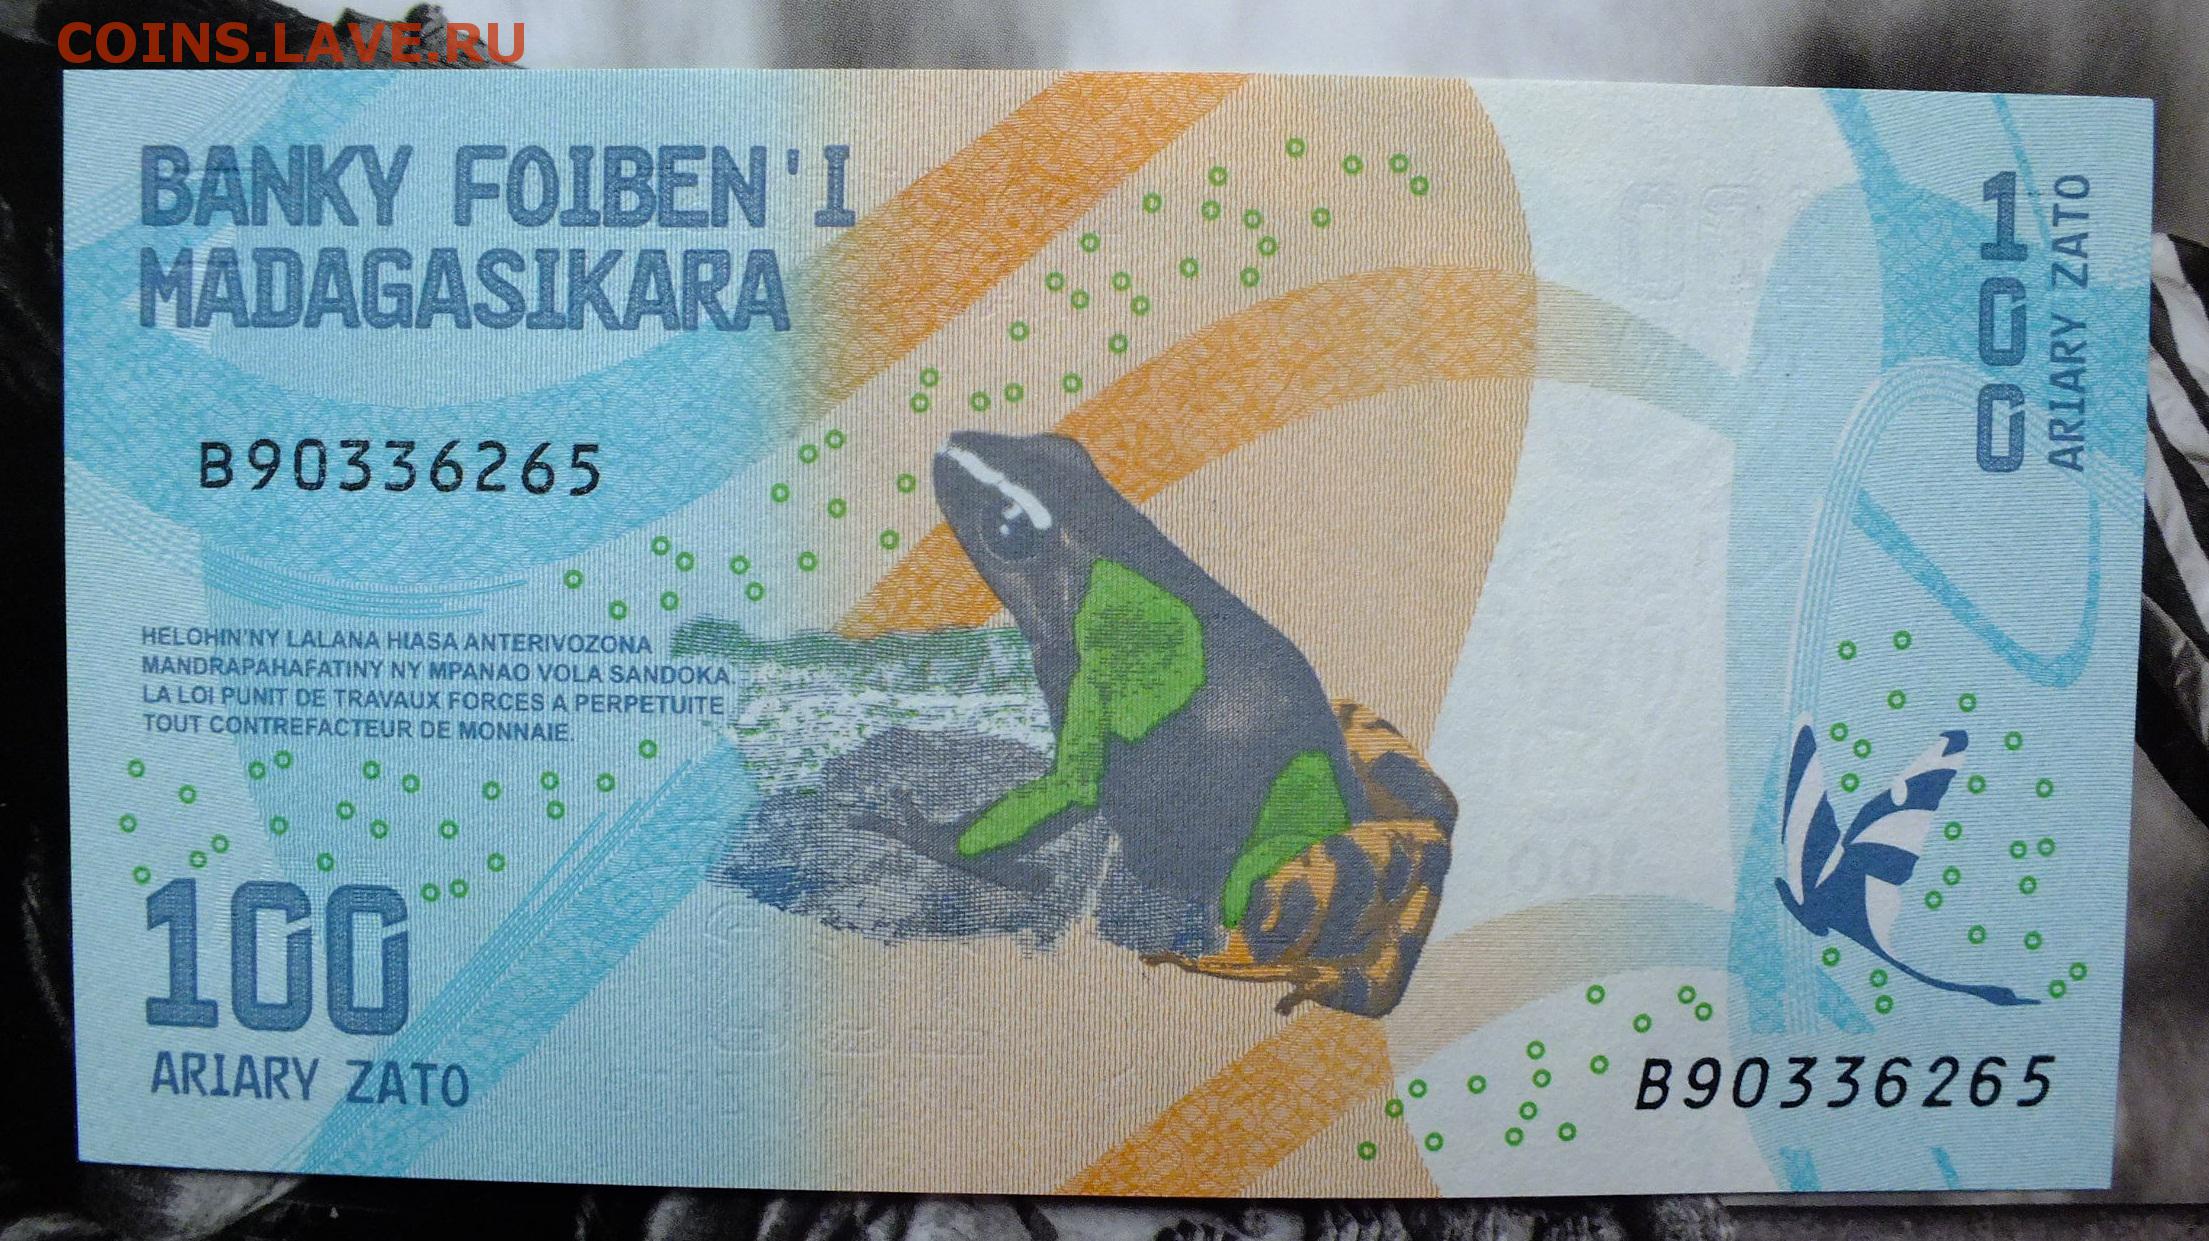 COINS.LAVE.RU
BANKY FOIBEN'I
MADAGASIKARA
B90336265
HELOHIN'NY LALANA HIASA ANTERIVOZONA
MANDRAPAHAFATINY NY MPANAO VOLA SANDOKA.
LA LOI PUNIT DE TRAVAUX FORCES A PERPETUITE
TOUT CONTREFACTEUR DE MONNAIE.
100
ARIARY ZATO
100
ARIARY ZATO
B90336265